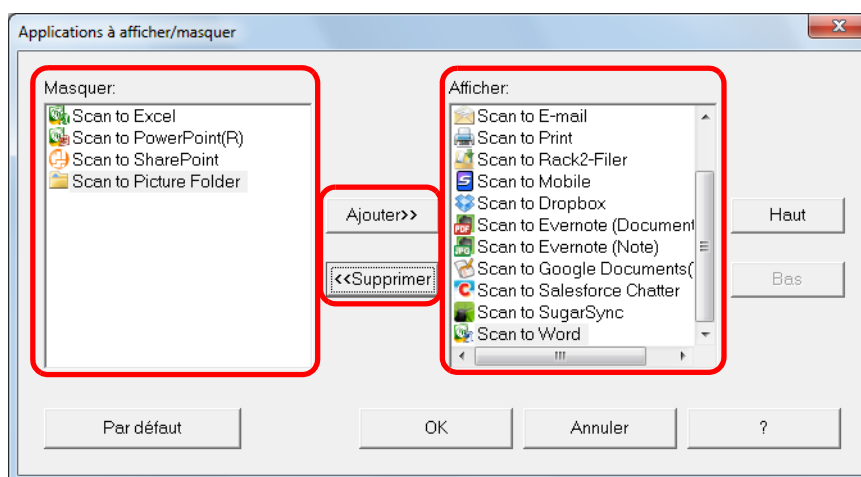 Applications à afficher/masquer
Masquer:
Scan to Excel
Scan to PowerPoint(R)
Scan to SharePoint
Scan to Picture Folder
Ajouter>>
<<Supprimer
Afficher:
Scan to E-mail
Scan to Print
Scan to Rack2-Filer
Scan to Mobile
Scan to Dropbox
Scan to Evernote (Document
Scan to Evernote (Note)
Scan to Google Documents(
Scan to Salesforce Chatter
Scan to SugarSync
Scan to Word
Haut
Bas
Par défaut
OK
Annuler
?